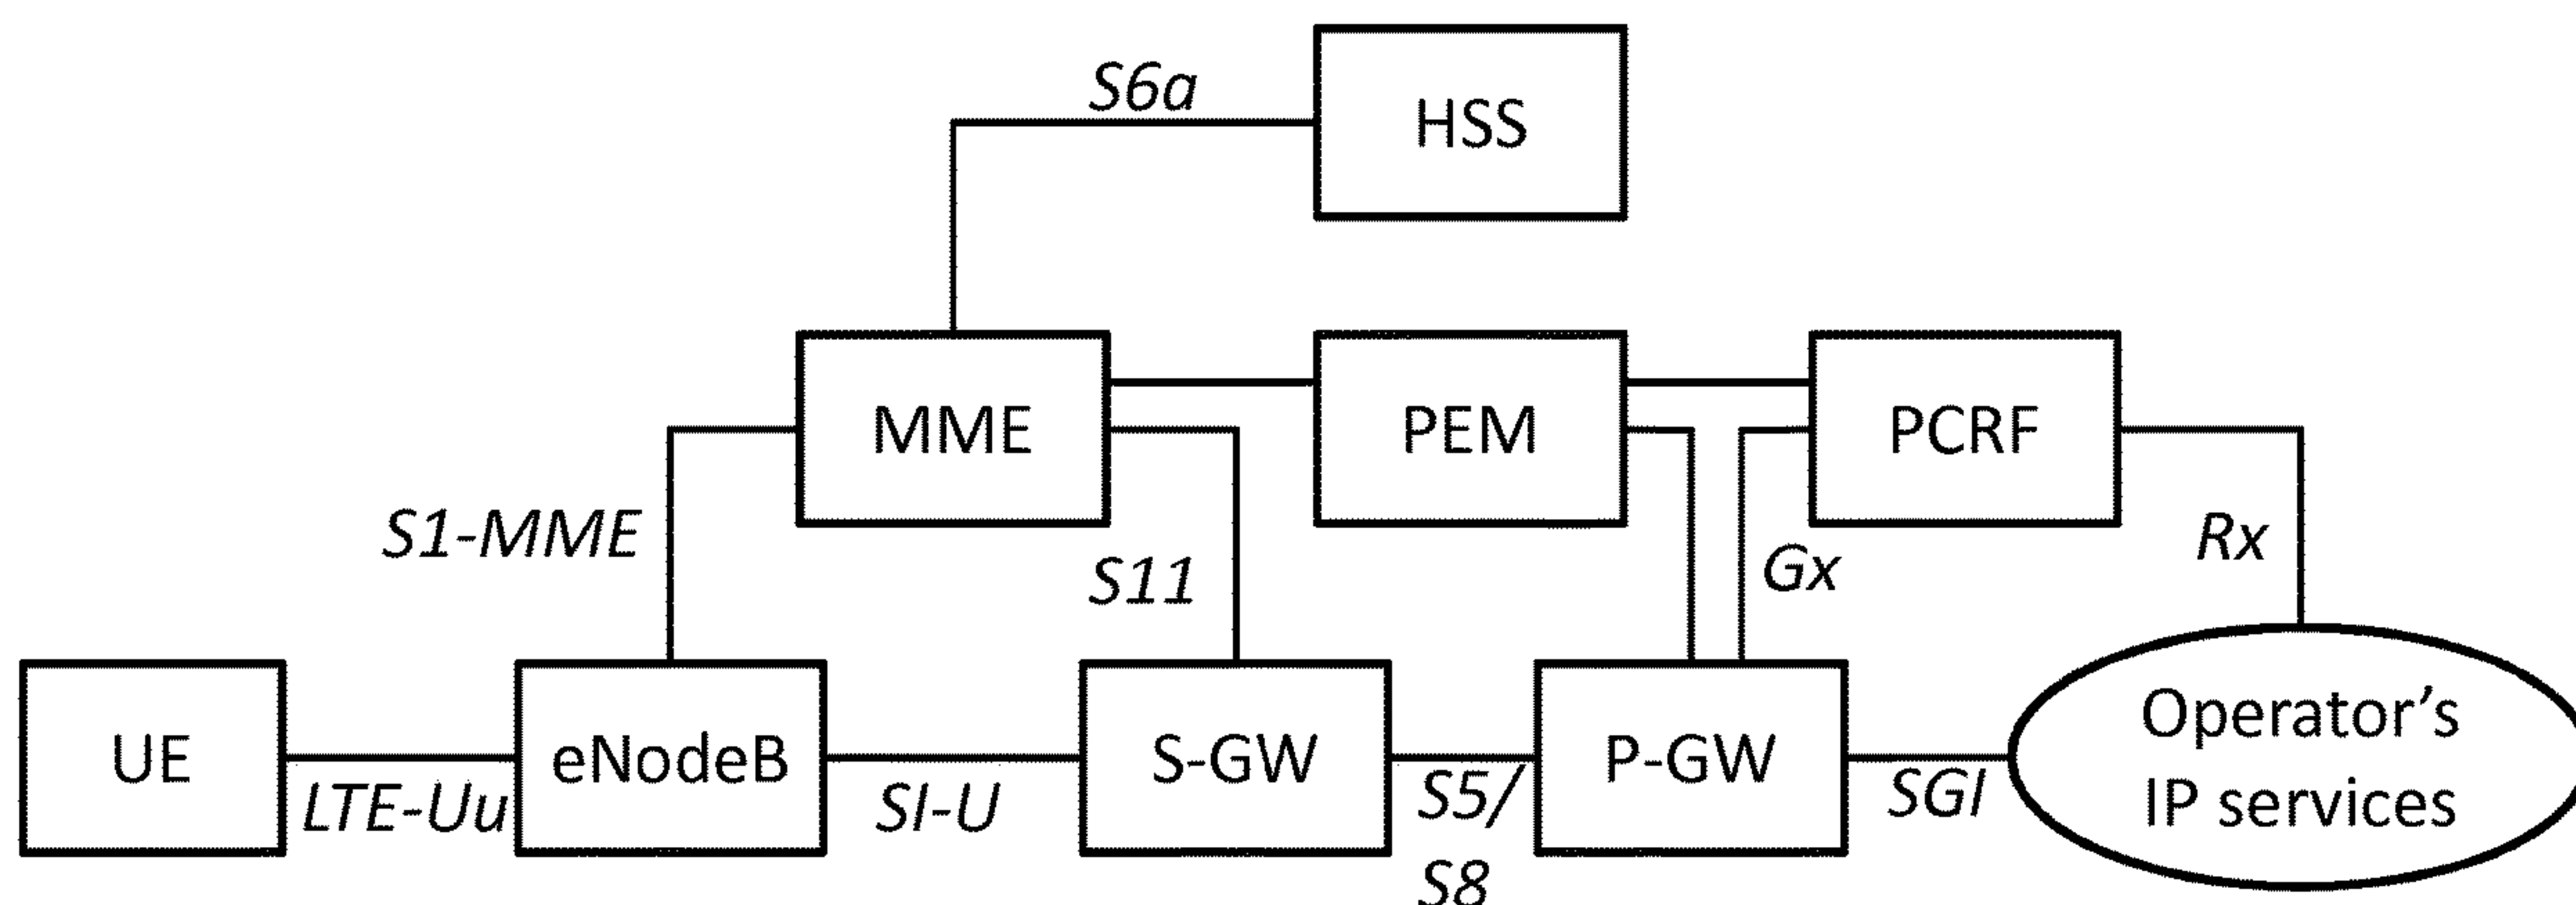 S6a
HSS
MME
PEM
PCRF
S1-MME
S11
Gx
Rx
UE
LTE-Uu
eNodeB
SI-U
S-GW
S5/
S8
P-GW
SGI
Operator's
IP services